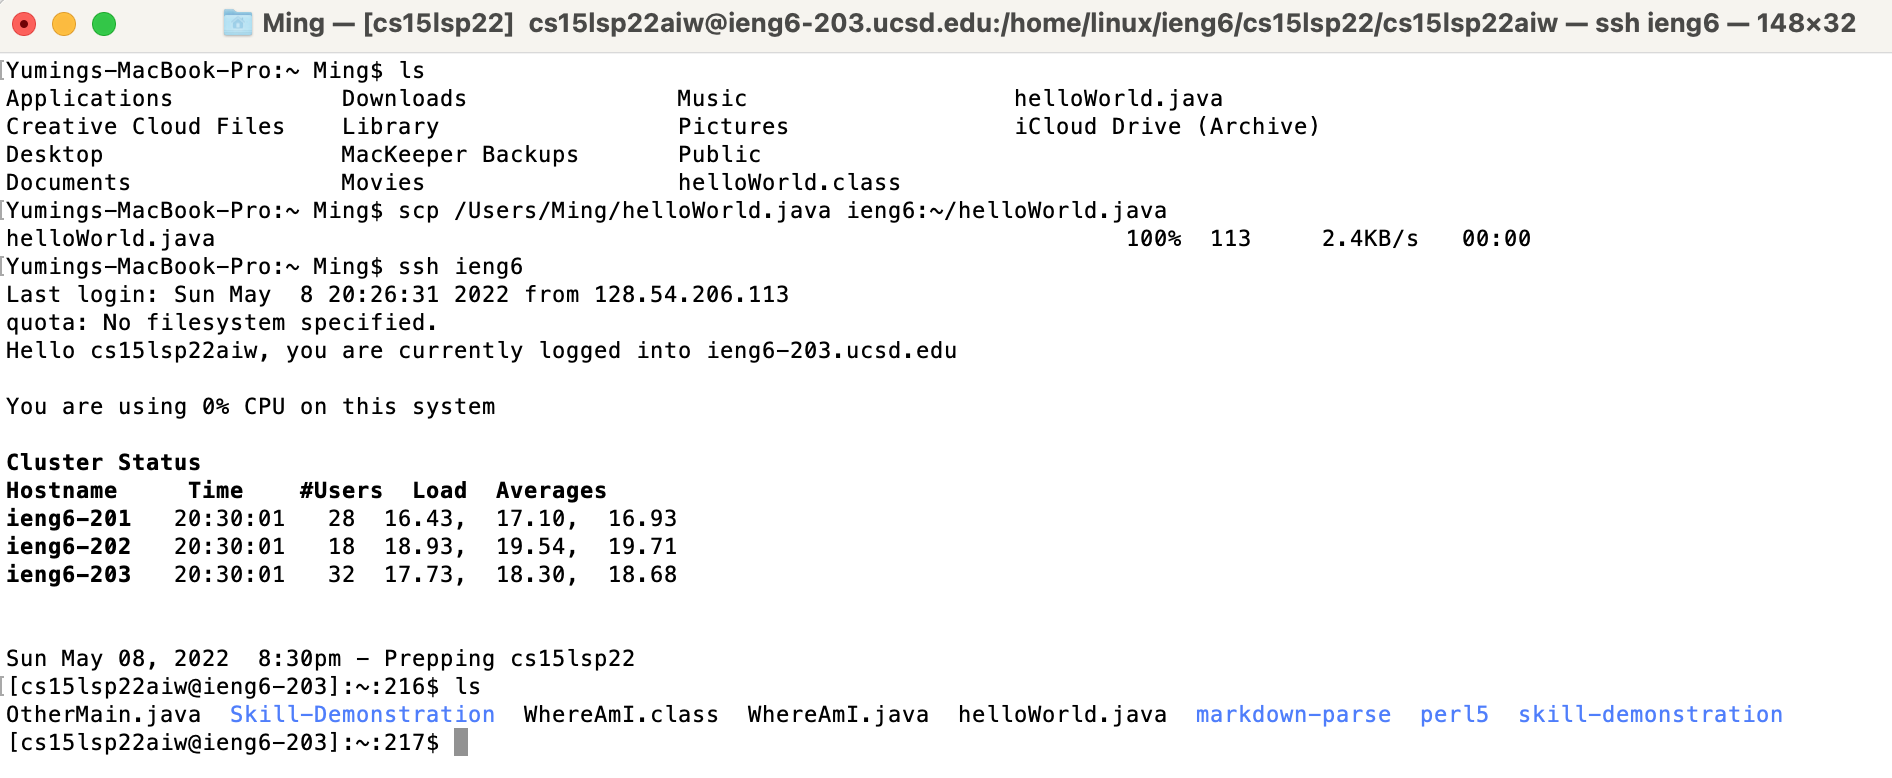 Ming — [cs15lsp22]  cs15lsp22aiw@ieng6-203.ucsd.edu:/home/linux/ieng6/cs15lsp22/cs15lsp22aiw — ssh ieng6 — 148×32
[Yumings-MacBook-Pro:~ Ming$ ls
Applications            Downloads               Music                   helloWorld.java
Creative Cloud Files    Library                 Pictures                iCloud Drive (Archive)
Desktop                 MacKeeper Backups       Public
Documents               Movies                  helloWorld.class
[Yumings-MacBook-Pro:~ Ming$ scp /Users/Ming/helloWorld.java ieng6:~/helloWorld.java
helloWorld.java                                                                 100%  113     2.4KB/s   00:00
[Yumings-MacBook-Pro:~ Ming$ ssh ieng6
Last login: Sun May  8 20:26:31 2022 from 128.54.206.113
quota: No filesystem specified.
Hello cs15lsp22aiw, you are currently logged into ieng6-203.ucsd.edu
You are using 0% CPU on this system
Cluster Status
Hostname     Time    #Users  Load  Averages
ieng6-201   20:30:01   28  16.43,  17.10,  16.93
ieng6-202   20:30:01   18  18.93,  19.54,  19.71
ieng6-203   20:30:01   32  17.73,  18.30,  18.68
Sun May 08, 2022  8:30pm - Prepping cs15lsp22
[[cs15lsp22aiw@ieng6-203]:~:216$ ls
OtherMain.java  Skill-Demonstration  WhereAmI.class  WhereAmI.java  helloWorld.java  markdown-parse  perl5  skill-demonstration
[cs15lsp22aiw@ieng6-203]:~:217$